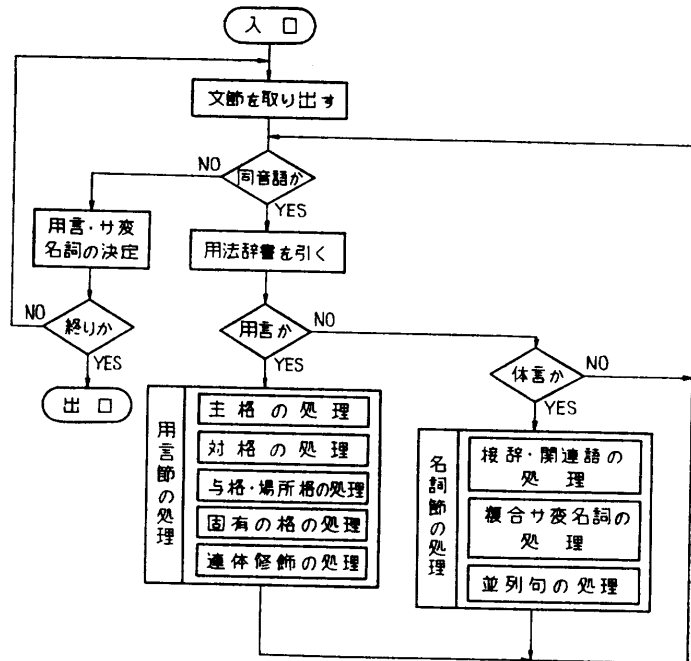 入口
文節を取り出す
NO
同音語か
YES
用言・サ変
名詞の決定
用法辞書を引く
NO
終りか
YES
用言か
NO
YES
体言か
NO
YES
出口
用言節の処理
主格の処理
対格の処理
与格・場所格の処理
固有の格の処理
連体修飾の処理
名詞節の処理
接辞・関連語の
処理
複合サ変名詞の
処理
並列句の処理